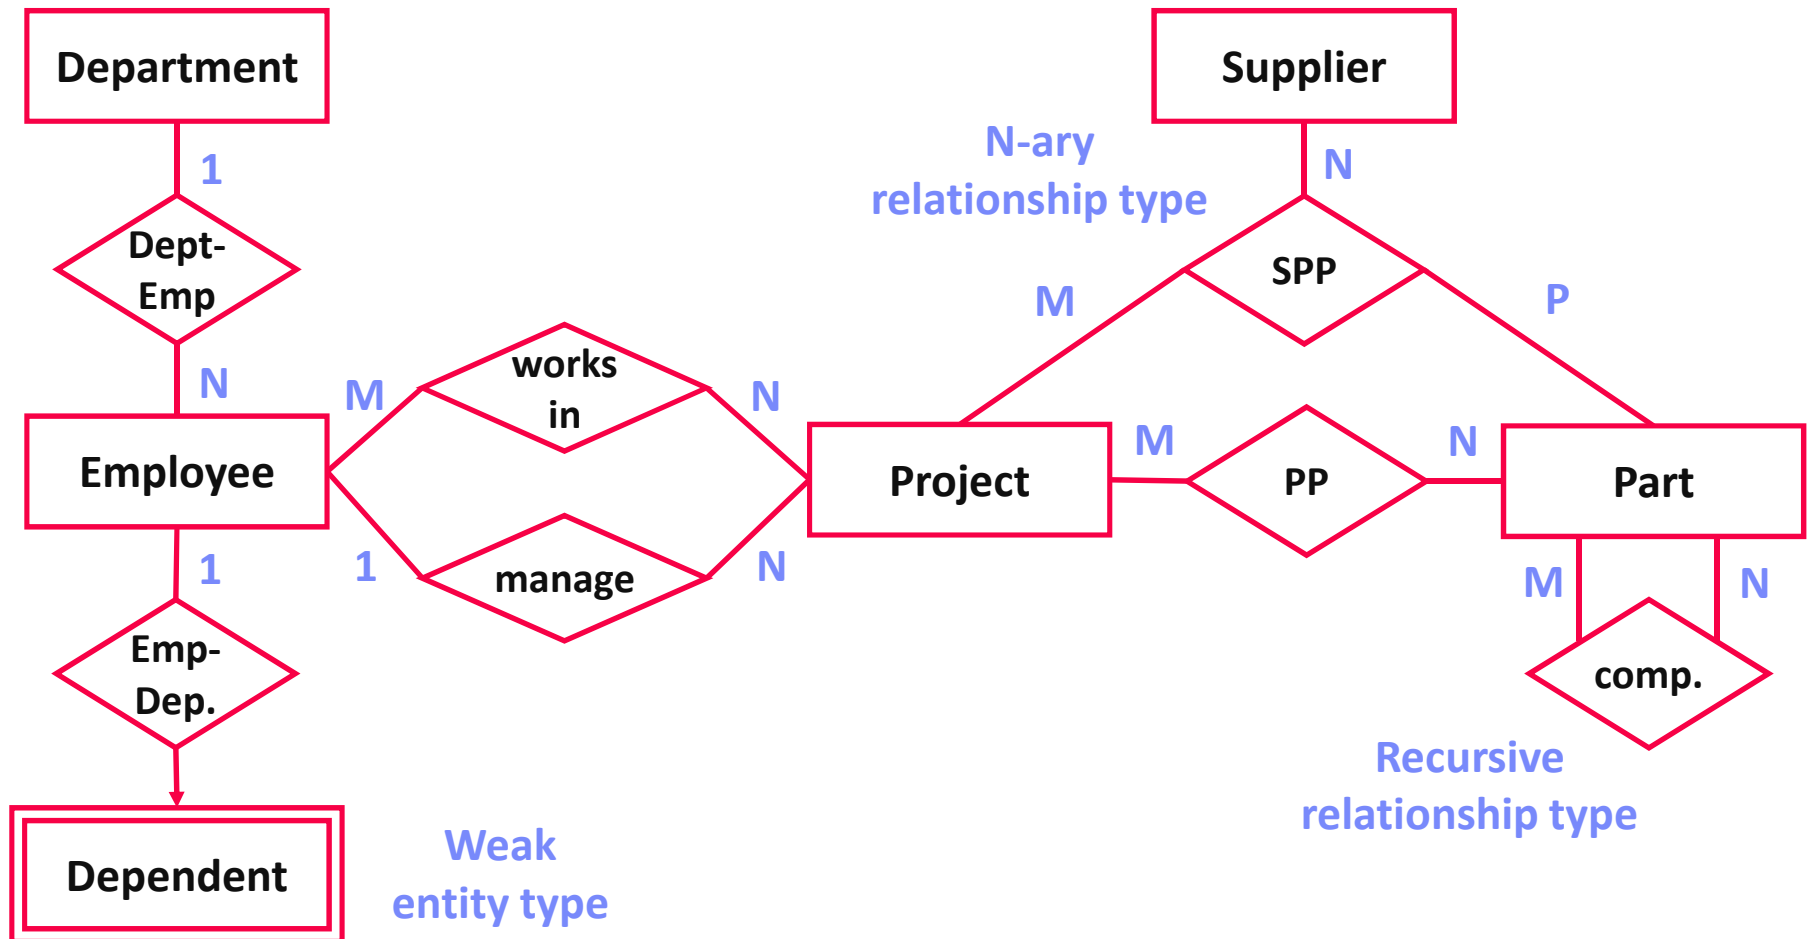 Department
Supplier
N-ary
relationship type
1
N
Dept-
Emp
SPP
M
P
works
in
N
M
N
M
N
Employee
Project
PP
Part
1
1
manage
N
M
N
Emp-
Dep.
comp.
Recursive
relationship type
Weak
entity type
Dependent